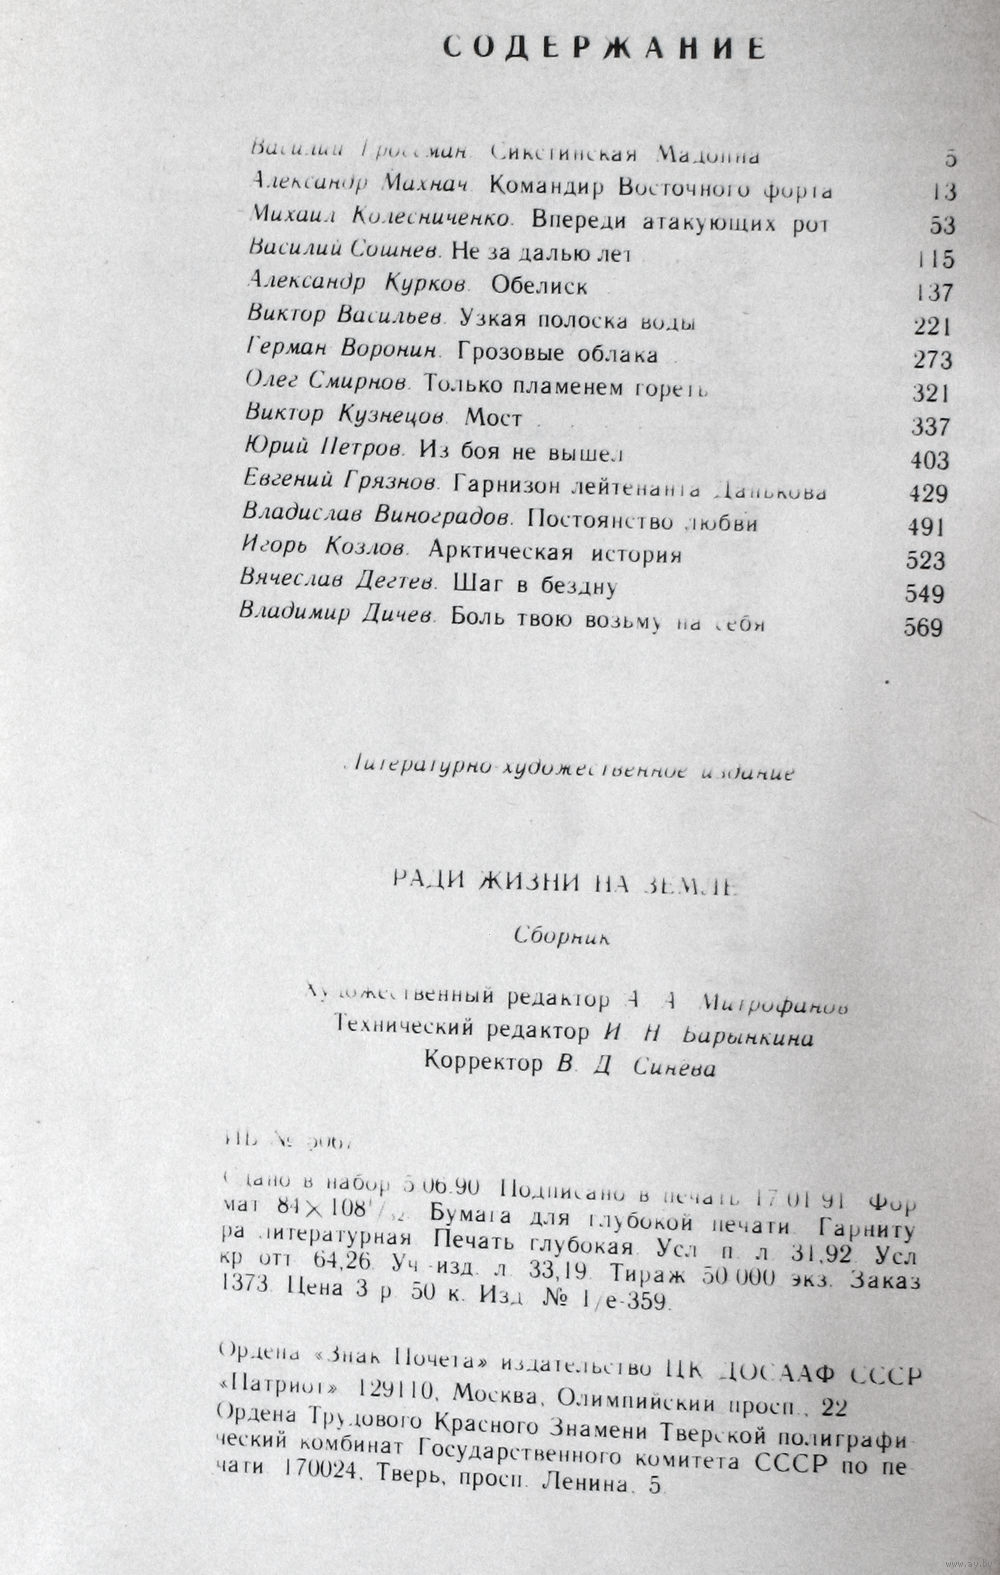 СОДЕРЖАНИЕ
Василий Гроссман. Сикстинская Мадонна 5
Александр Махнач. Командир Восточного форта 13
Михаил Колесниченко. Впереди атакующих рот 53
Василий Сошнев. Не за далью лет 115
Александр Курков. Обелиск 137
Виктор Васильев. Узкая полоска воды 221
Герман Воронин. Грозовые облака 273
Олег Смирнов. Только пламенем гореть 321
Виктор Кузнецов. Мост 337
Юрий Петров. Из боя не вышел 403
Евгений Грязнов. Гарнизон лейтенанта Данькова 429
Владислав Виноградов. Постоянство любви 491
Игорь Козлов. Арктическая история 523
Вячеслав Дегтев. Шаг в бездну 549
Владимир Дичев. Боль твою возьму на себя 569
Литературно-художественное издание
РАДИ ЖИЗНИ НА ЗЕМЛЕ
Сборник
Художественный редактор А. А. Митрофанов
Технический редактор И. Н. Барынкина
Корректор В. Д. Синева
ИБ № 5067
Сдано в набор 5.06.90. Подписано в печать 17.01.91. Фор-
мат 84×108¹/₃₂. Бумага для глубокой печати. Гарниту-
ра литературная. Печать глубокая. Усл. п. л. 31,92. Усл.
кр.-отт. 64,26. Уч.-изд. л. 33,19. Тираж 50 000 экз. Заказ
1373. Цена 3 р. 50 к. Изд. № 1/е-359.
Ордена «Знак Почета» издательство ЦК ДОСААФ СССР
«Патриот». 129110, Москва, Олимпийский просп., 22
Ордена Трудового Красного Знамени Тверской полиграфи-
ческий комбинат Государственного комитета СССР по пе-
чати. 170024, Тверь, просп. Ленина, 5.
www.ay.by